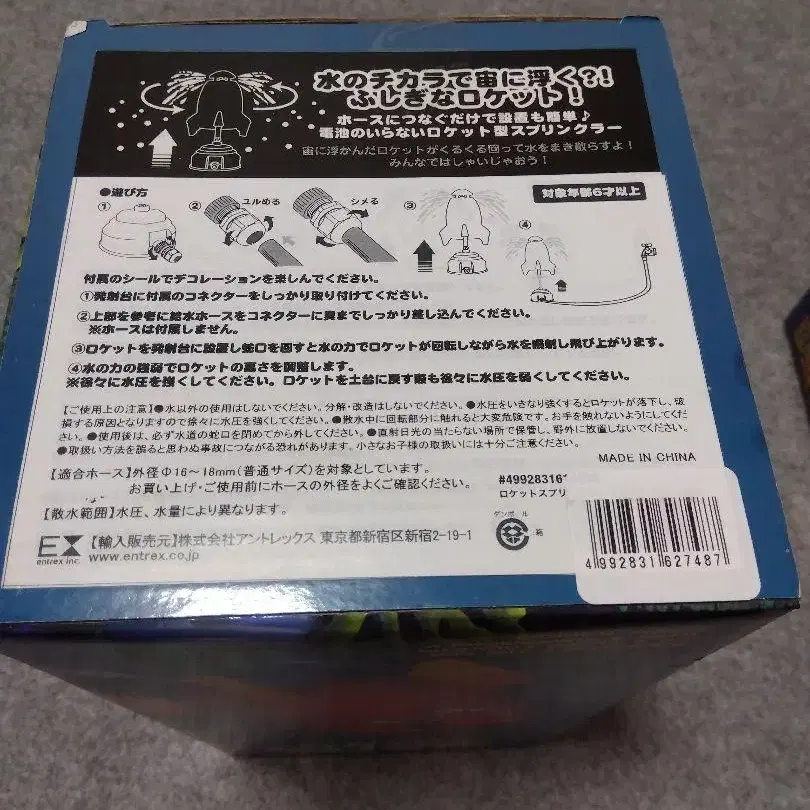 水のチカラで宙に浮く?!
ふしぎなロケット!
ホースにつなぐだけで設置も簡単♪
電池のいらないロケット型スプリンクラー
宙に浮かんだロケットがくるくる回って水をまき散らすよ!
みんなではしゃいじゃおう!
●遊び方
対象年齢6才以上
① ② ユルめる シメる ③ ④
付属のシールでデコレーションを楽しんでください。
①発射台に付属のコネクターをしっかり取り付けてください。
②上部を参考に給水ホースをコネクターに奥までしっかり差し込んでください。
※ホースは付属しません。
③ロケットを発射台に設置し蛇口を回すと水の力でロケットが回転しながら水を噴射し飛び上がります。
④水の力の強弱でロケットの高さを調整します。
※徐々に水圧を強くしてください。ロケットを土台に戻す際も徐々に水圧を弱くしてください。
【ご使用上の注意】●水以外の使用はしないでください。分解・改造はしないでください。●水圧をいきなり強くするとロケットが落下し、破
損する原因となりますので徐々に水圧を強くしてください。●散水中に回転部分に触れると大変危険です。お手を触れないようにしてくだ
さい。●使用後は、必ず水道の蛇口を閉めてから外してください。●直射日光の当たらない場所で保管し、野外に放置しないでください。
●取扱い方法を誤ると思わぬ事故につながる恐れがあります。小さなお子様の取扱いには十分ご注意ください。
MADE IN CHINA
【適合ホース】外径Φ16〜18mm(普通サイズ)を対象としています。
お買い上げ・ご使用前にホースの外径をよくご確認ください。
#49928316
ロケットスプリ
【散水範囲】水圧、水量により異なります。
ダンボール
箱
EX
entrex inc.
【輸入販売元】株式会社アントレックス 東京都新宿区新宿2-19-1
www.entrex.co.jp
4 992831 627487